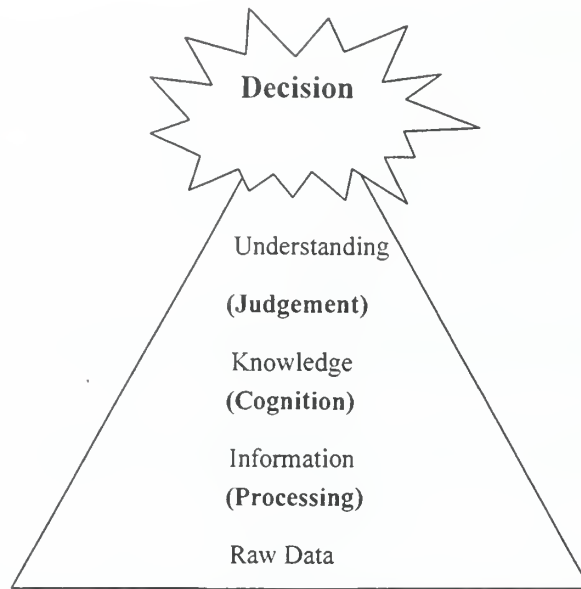 Decision
Understanding
(Judgement)
Knowledge
(Cognition)
Information
(Processing)
Raw Data